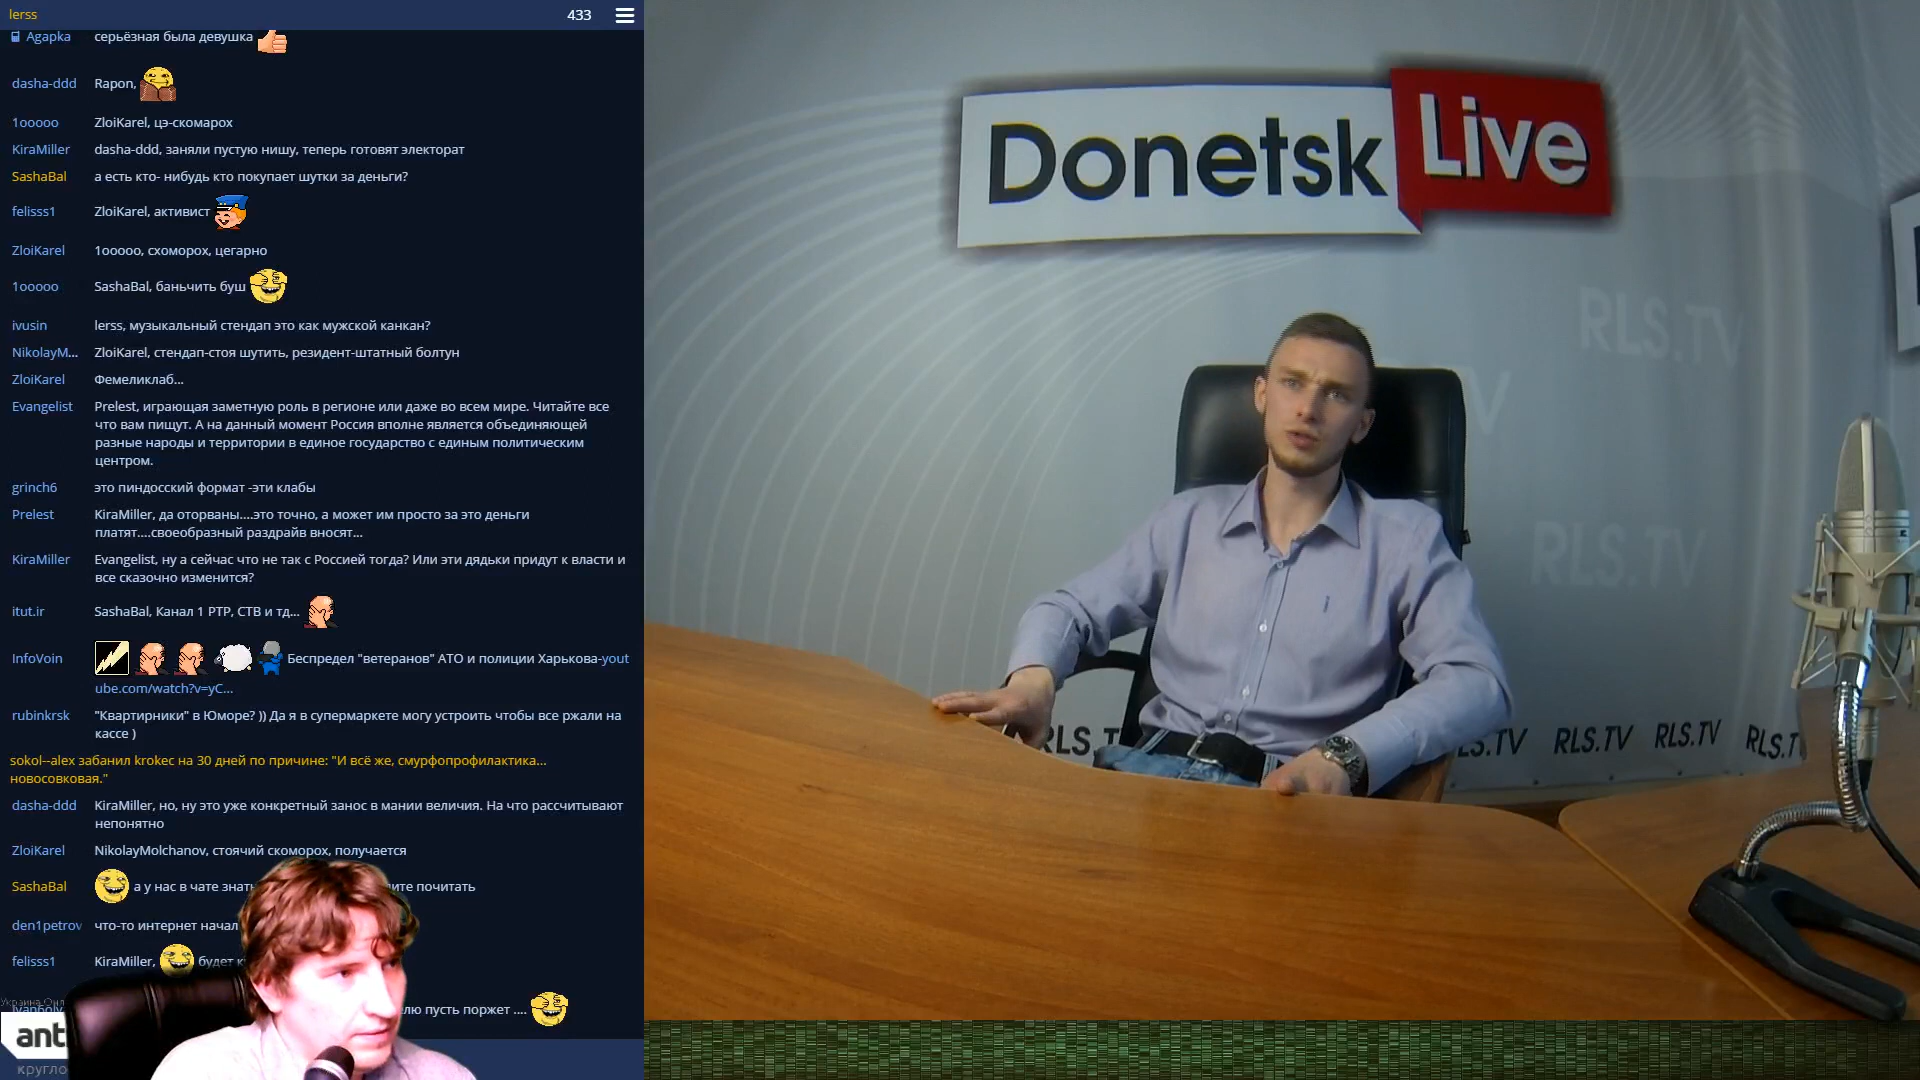 lerss
433
Agapka серьёзная была девушка
dasha-ddd Rapon,
1ooooo ZloiKarel, цэ-скомарох
KiraMiller dasha-ddd, заняли пустую нишу, теперь готовят электорат
SashaBal а есть кто- нибудь кто покупает шутки за деньги?
felisss1 ZloiKarel, активист
ZloiKarel 1ooooo, схоморох, цегарно
1ooooo SashaBal, баньчить буш
ivusin lerss, музыкальный стендап это как мужской канкан?
NikolayM... ZloiKarel, стендап-стоя шутить, резидент-штатный болтун
ZloiKarel Фемеликлаб...
Evangelist Prelest, играющая заметную роль в регионе или даже во всем мире. Читайте все
что вам пишут. А на данный момент Россия вполне является объединяющей
разные народы и территории в единое государство с единым политическим
центром.
grinch6 это пиндосский формат -эти клабы
Prelest KiraMiller, да оторваны....это точно, а может им просто за это деньги
платят....своеобразный раздрайв вносят...
KiraMiller Evangelist, ну а сейчас что не так с Россией тогда? Или эти дядьки придут к власти и
все сказочно изменится?
itut.ir SashaBal, Канал 1 РТР, СТВ и тд...
InfoVoin Беспредел "ветеранов" АТО и полиции Харькова-yout
ube.com/watch?v=yC...
rubinkrsk "Квартирники" в Юморе? )) Да я в супермаркете могу устроить чтобы все ржали на
кассе )
sokol--alex забанил krokec на 30 дней по причине: "И всё же, смурфопрофилактика...
новосовковая."
dasha-ddd KiraMiller, но, ну это уже конкретный занос в мании величия. На что рассчитывают
непонятно
ZloiKarel NikolayMolchanov, стоячий скоморох, получается
SashaBal а у нас в чате почитать
den1petrov что-то интернет начал
felisss1 KiraMiller, будет
пусть поржет ....
Donetsk Live
RLS.TV
RLS.TV
RLS.TV
RLS.TV